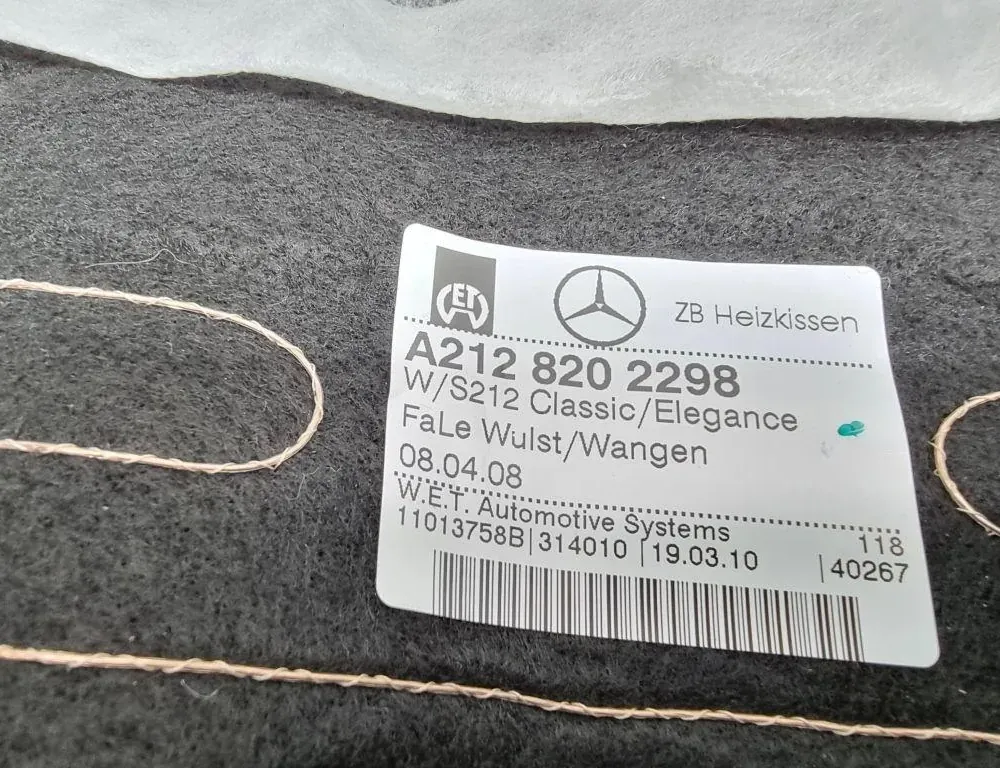 WET
ZB Heizkissen
A212 820 2298
W/S212 Classic/Elegance
FaLe Wulst/Wangen
08.04.08
W.E.T. Automotive Systems 118
11013758B|314010 |19.03.10 |40267